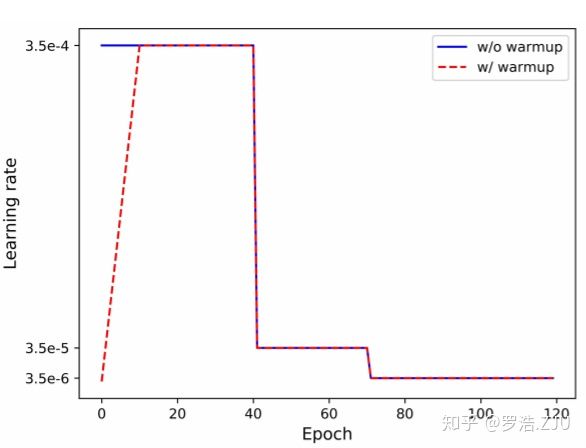 3.5e-4
w/o warmup
w/ warmup
Learning rate
3.5e-5
3.5e-6
0 20 40 60 80 100 120
Epoch
知乎 @罗浩.ZJU